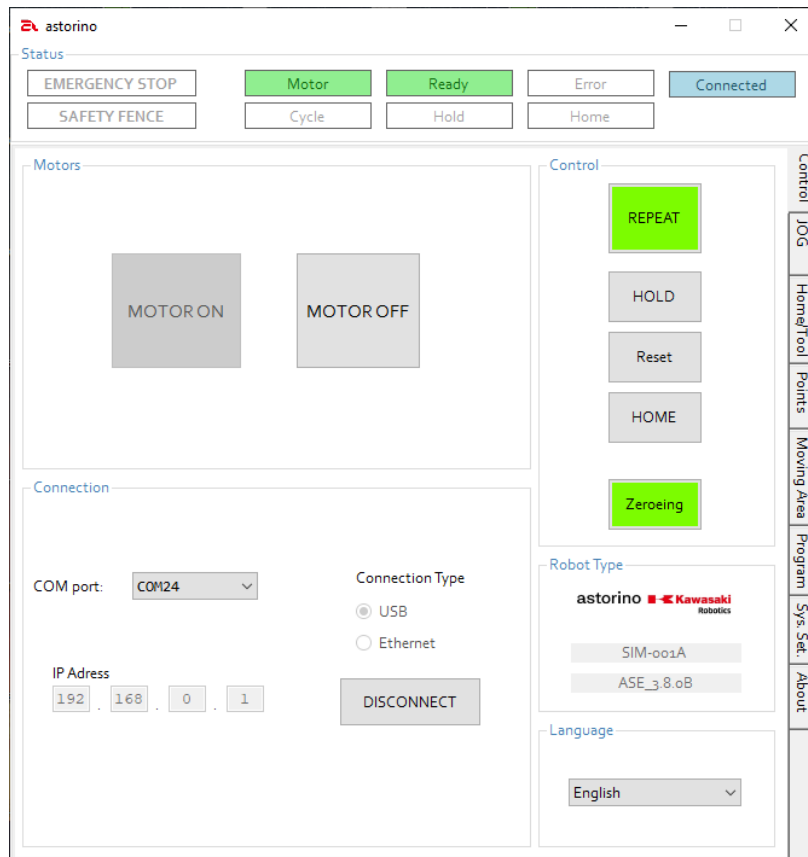 astorino
Status
EMERGENCY STOP Motor Ready Error Connected
SAFETY FENCE Cycle Hold Home
Motors
MOTOR ON MOTOR OFF
Control
REPEAT
HOLD
Reset
HOME
Zeroeing
Connection
COM port: COM24
Connection Type
USB
Ethernet
IP Adress
192 . 168 . 0 . 1
DISCONNECT
Robot Type
astorino Kawasaki
Robotics
SIM-001A
ASE_3.8.0B
Language
English
Control
JOG
Home/Tool
Points
Moving Area
Program
Sys. Set.
About